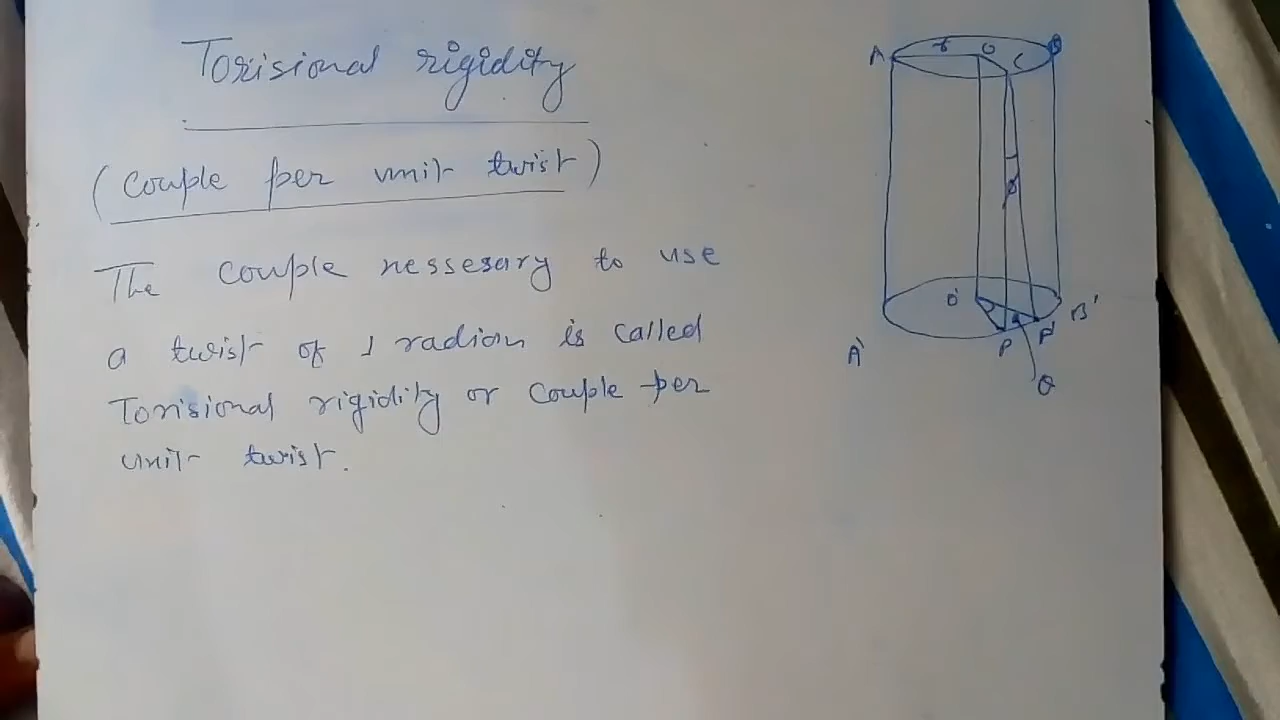 Torisional rigidity
(Couple per unit twist)
The couple nessesary to use
a twist of 1 radion is called
Torisional rigidity or couple per
unit twist.
A r O C B
φ
O' B'
P P'
A'
θ